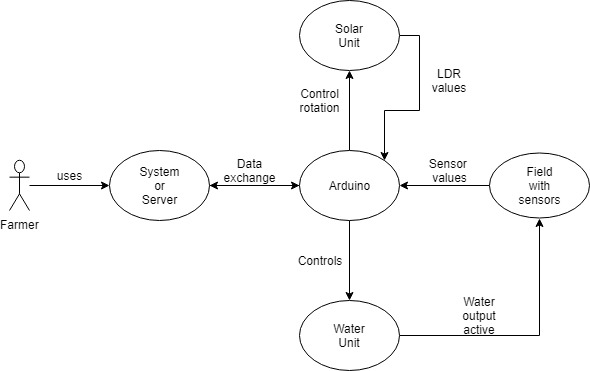 Solar
Unit
LDR
values
Control
rotation
Data
exchange
Sensor
values
uses
System
or
Server
Arduino
Field
with
sensors
Farmer
Controls
Water
output
active
Water
Unit